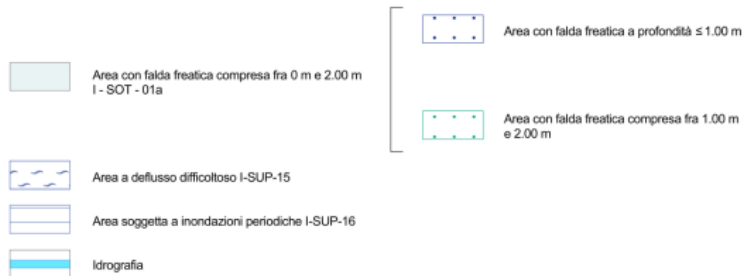 Area con falda freatica a profondità ≤ 1.00 m
Area con falda freatica compresa fra 0 m e 2.00 m
I - SOT - 01a
Area con falda freatica compresa fra 1.00 m
e 2.00 m
Area a deflusso difficoltoso I-SUP-15
Area soggetta a inondazioni periodiche I-SUP-16
Idrografia